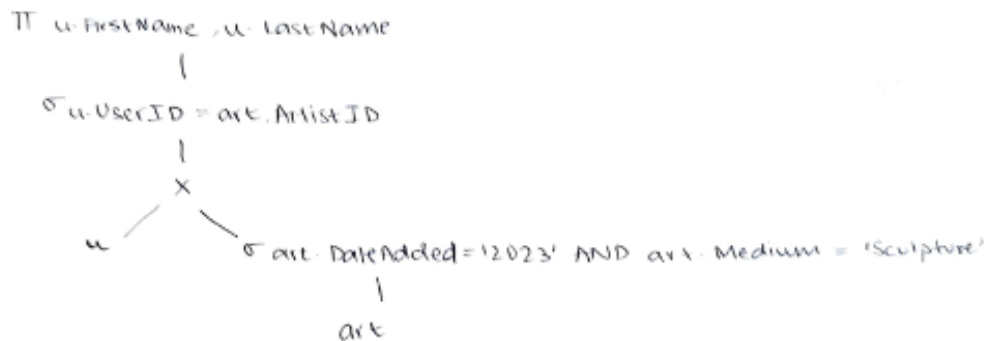 π u.FirstName, u.LastName
σ u.UserID = art.ArtistID
×
u
σ art.DateAdded = '2023' AND art.Medium = 'Sculpture'
art